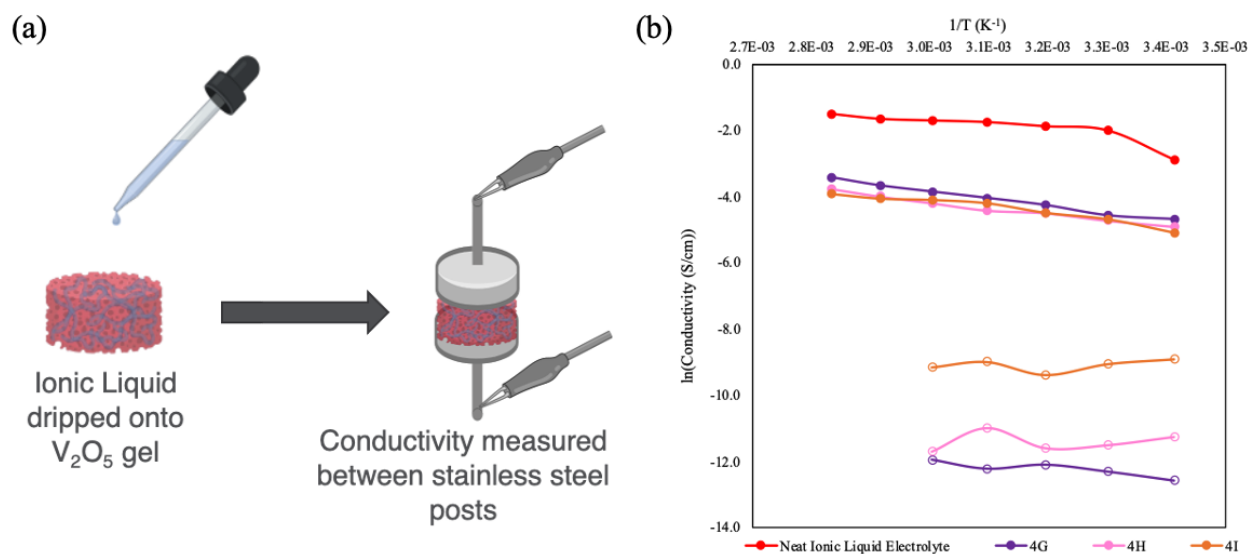 (a)
Ionic Liquid
dripped onto
V₂O₅ gel
Conductivity measured
between stainless steel
posts
(b)
1/T (K⁻¹)
2.7E-03 2.8E-03 2.9E-03 3.0E-03 3.1E-03 3.2E-03 3.3E-03 3.4E-03 3.5E-03
0.0
-2.0
-4.0
-6.0
-8.0
-10.0
-12.0
-14.0
ln(Conductivity (S/cm))
Neat Ionic Liquid Electrolyte 4G 4H 4I